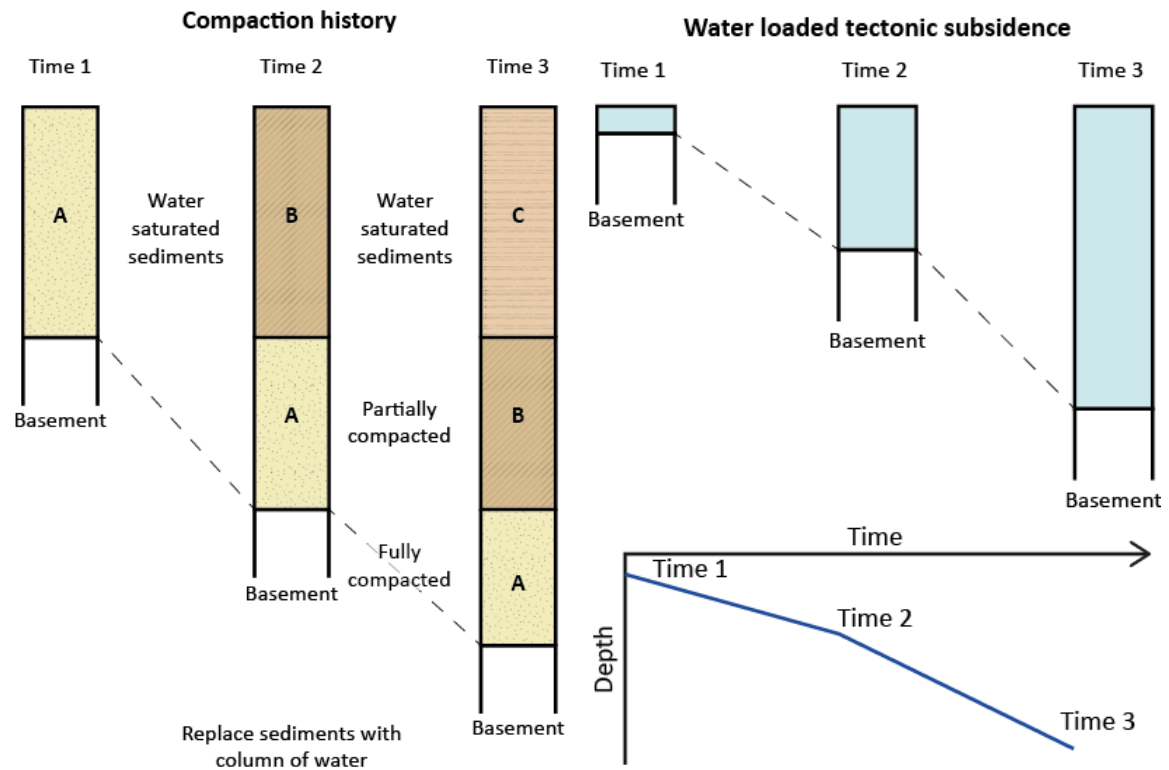 Compaction history
Time 1
Time 2
Time 3
A
Water
saturated
sediments
B
Water
saturated
sediments
C
Basement
A
Partially
compacted
B
Basement
Fully
compacted
A
Basement
Replace sediments with
column of water
Water loaded tectonic subsidence
Time 1
Time 2
Time 3
Basement
Basement
Basement
Time
Depth
Time 1
Time 2
Time 3